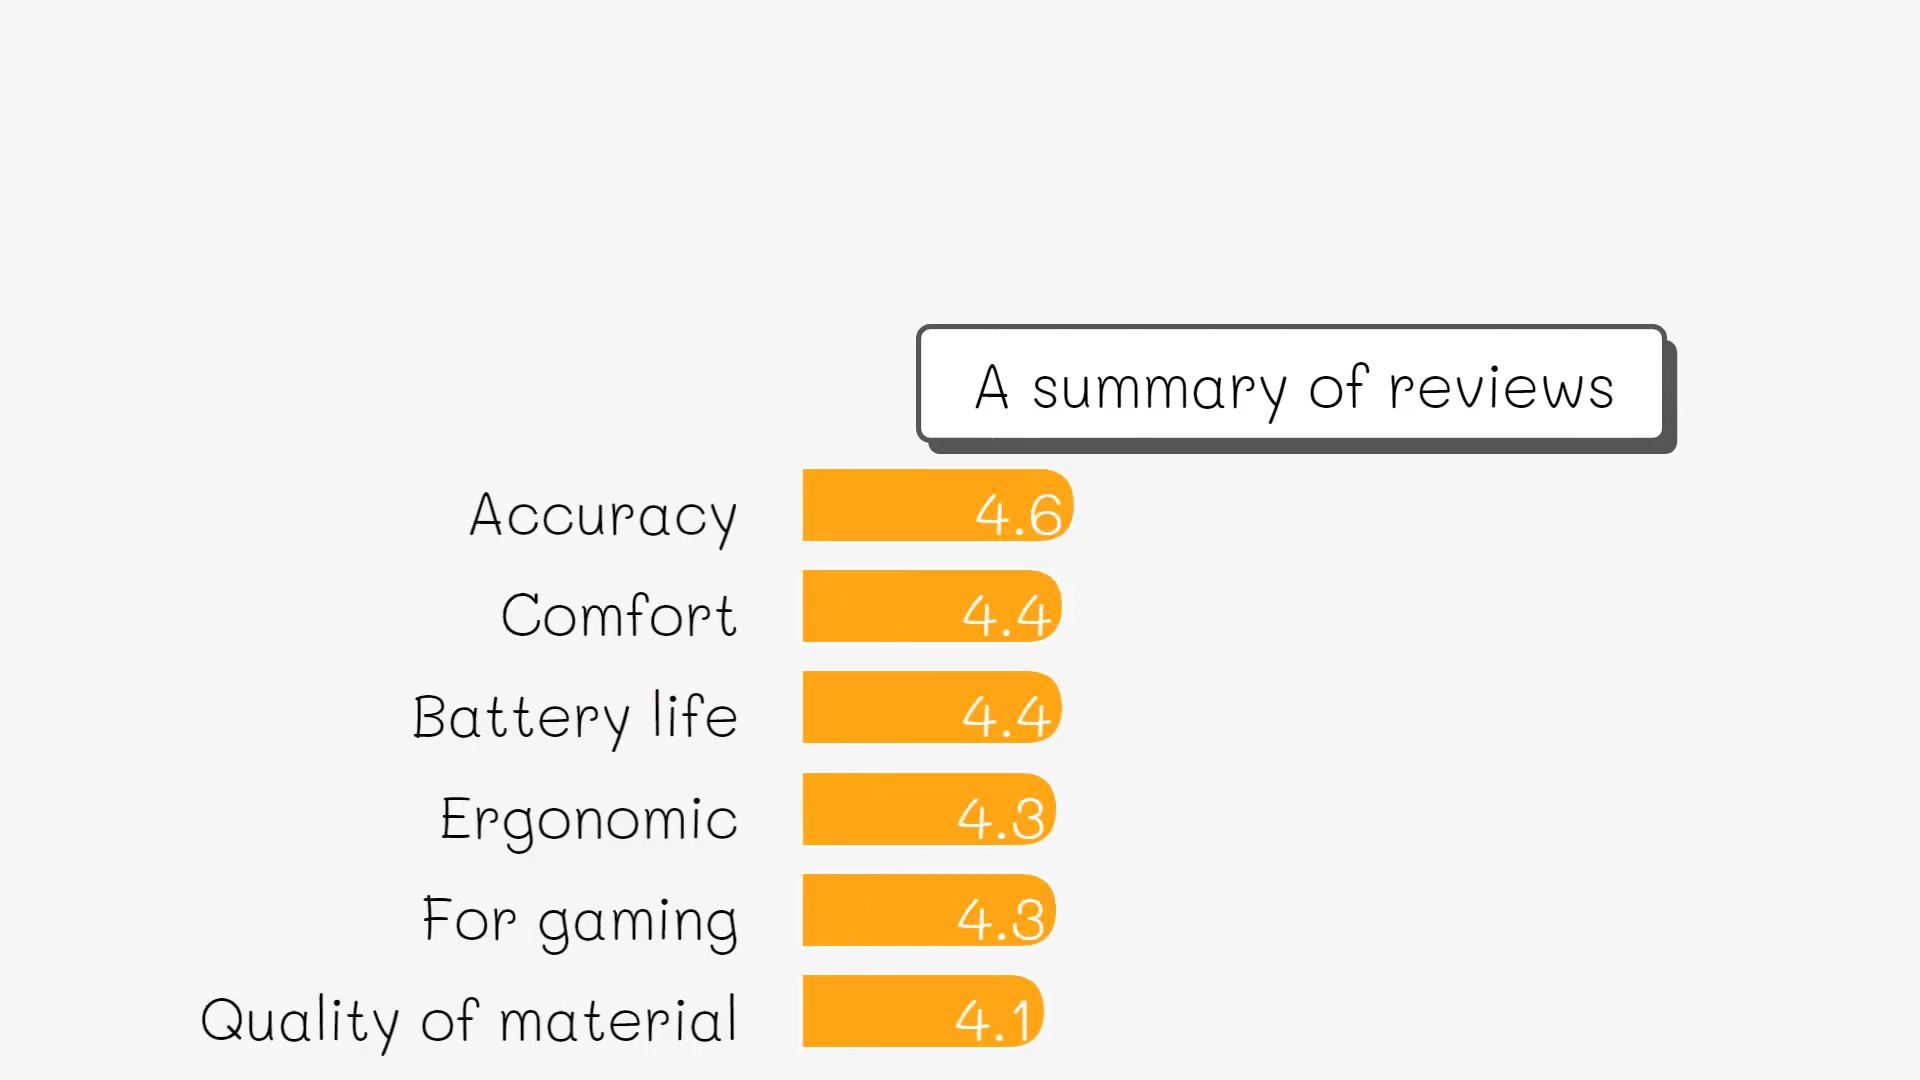 A summary of reviews
Accuracy 4.6
Comfort 4.4
Battery life 4.4
Ergonomic 4.3
For gaming 4.3
Quality of material 4.1